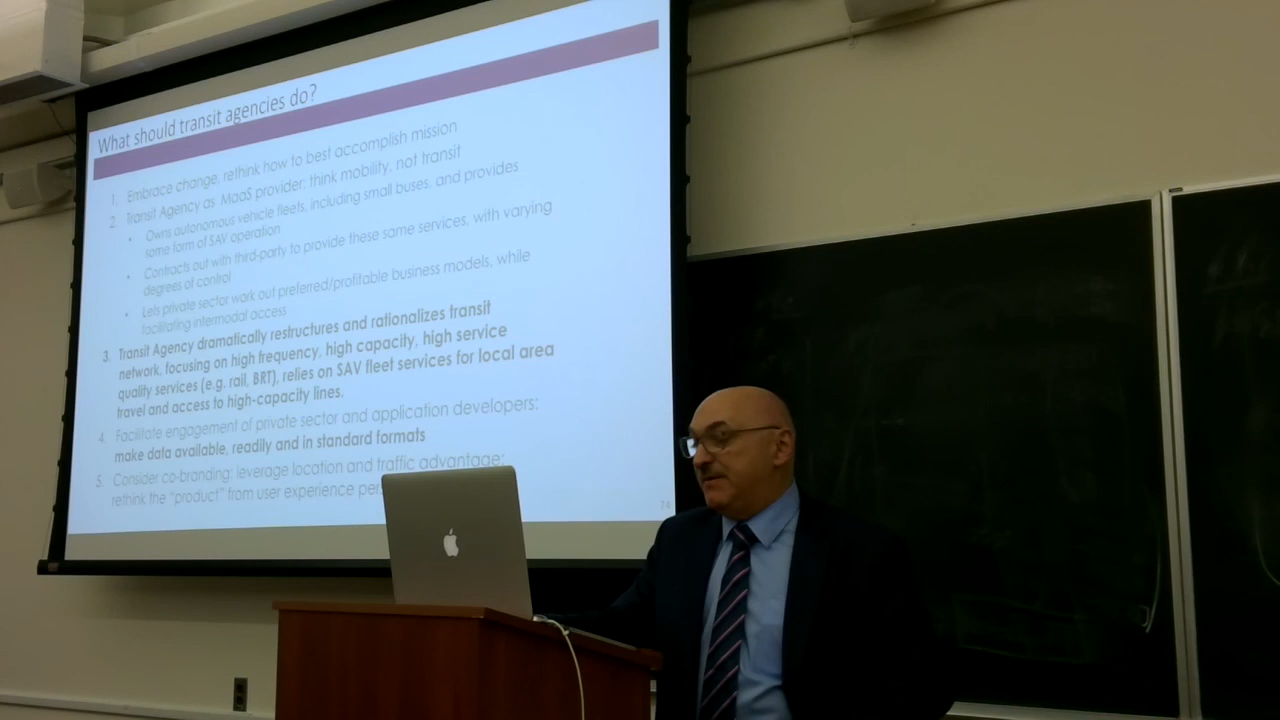 What should transit agencies do?
1. Embrace change, rethink how to best accomplish mission
2. Transit Agency as MaaS provider; think mobility, not transit
• Owns autonomous vehicle fleets, including small buses, and provides
some form of SAV operation
• Contracts out with third-party to provide these same services, with varying
degrees of control
• Lets private sector work out preferred/profitable business models, while
facilitating intermodal access
3. Transit Agency dramatically restructures and rationalizes transit
network, focusing on high frequency, high capacity, high service
quality services (e.g. rail, BRT), relies on SAV fleet services for local area
travel and access to high-capacity lines.
4. Facilitate engagement of private sector and application developers:
make data available, readily and in standard formats
5. Consider co-branding: leverage location and traffic advantage;
rethink the "product" from user experience
74